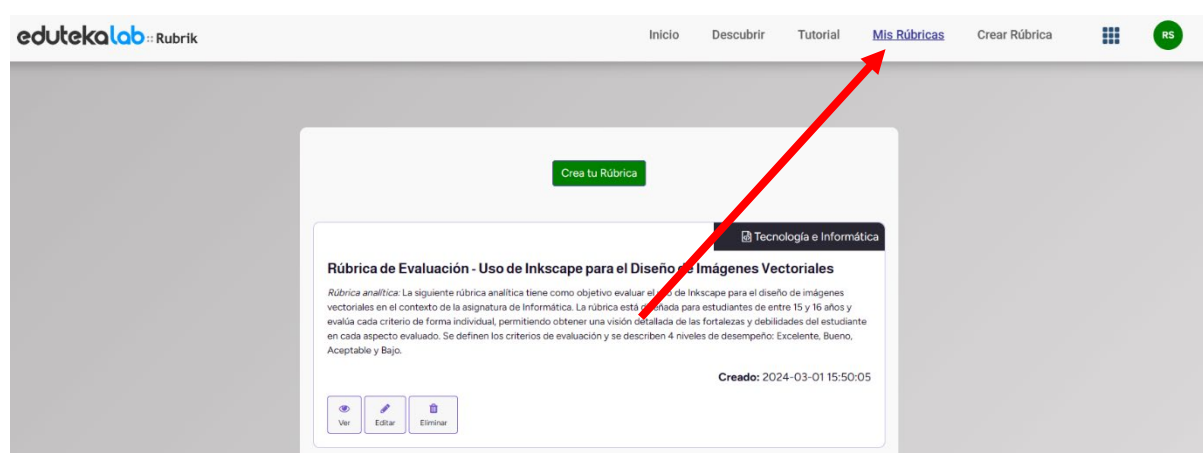 edutekalab :: Rubrik
Inicio Descubrir Tutorial Mis Rúbricas Crear Rúbrica RS
Crea tu Rúbrica
Tecnología e Informática
Rúbrica de Evaluación - Uso de Inkscape para el Diseño de Imágenes Vectoriales
Rúbrica analítica: La siguiente rúbrica analítica tiene como objetivo evaluar el uso de Inkscape para el diseño de imágenes
vectoriales en el contexto de la asignatura de Informática. La rúbrica está diseñada para estudiantes de entre 15 y 16 años y
evalúa cada criterio de forma individual, permitiendo obtener una visión detallada de las fortalezas y debilidades del estudiante
en cada aspecto evaluado. Se definen los criterios de evaluación y se describen 4 niveles de desempeño: Excelente, Bueno,
Aceptable y Bajo.
Creado: 2024-03-01 15:50:05
Ver Editar Eliminar